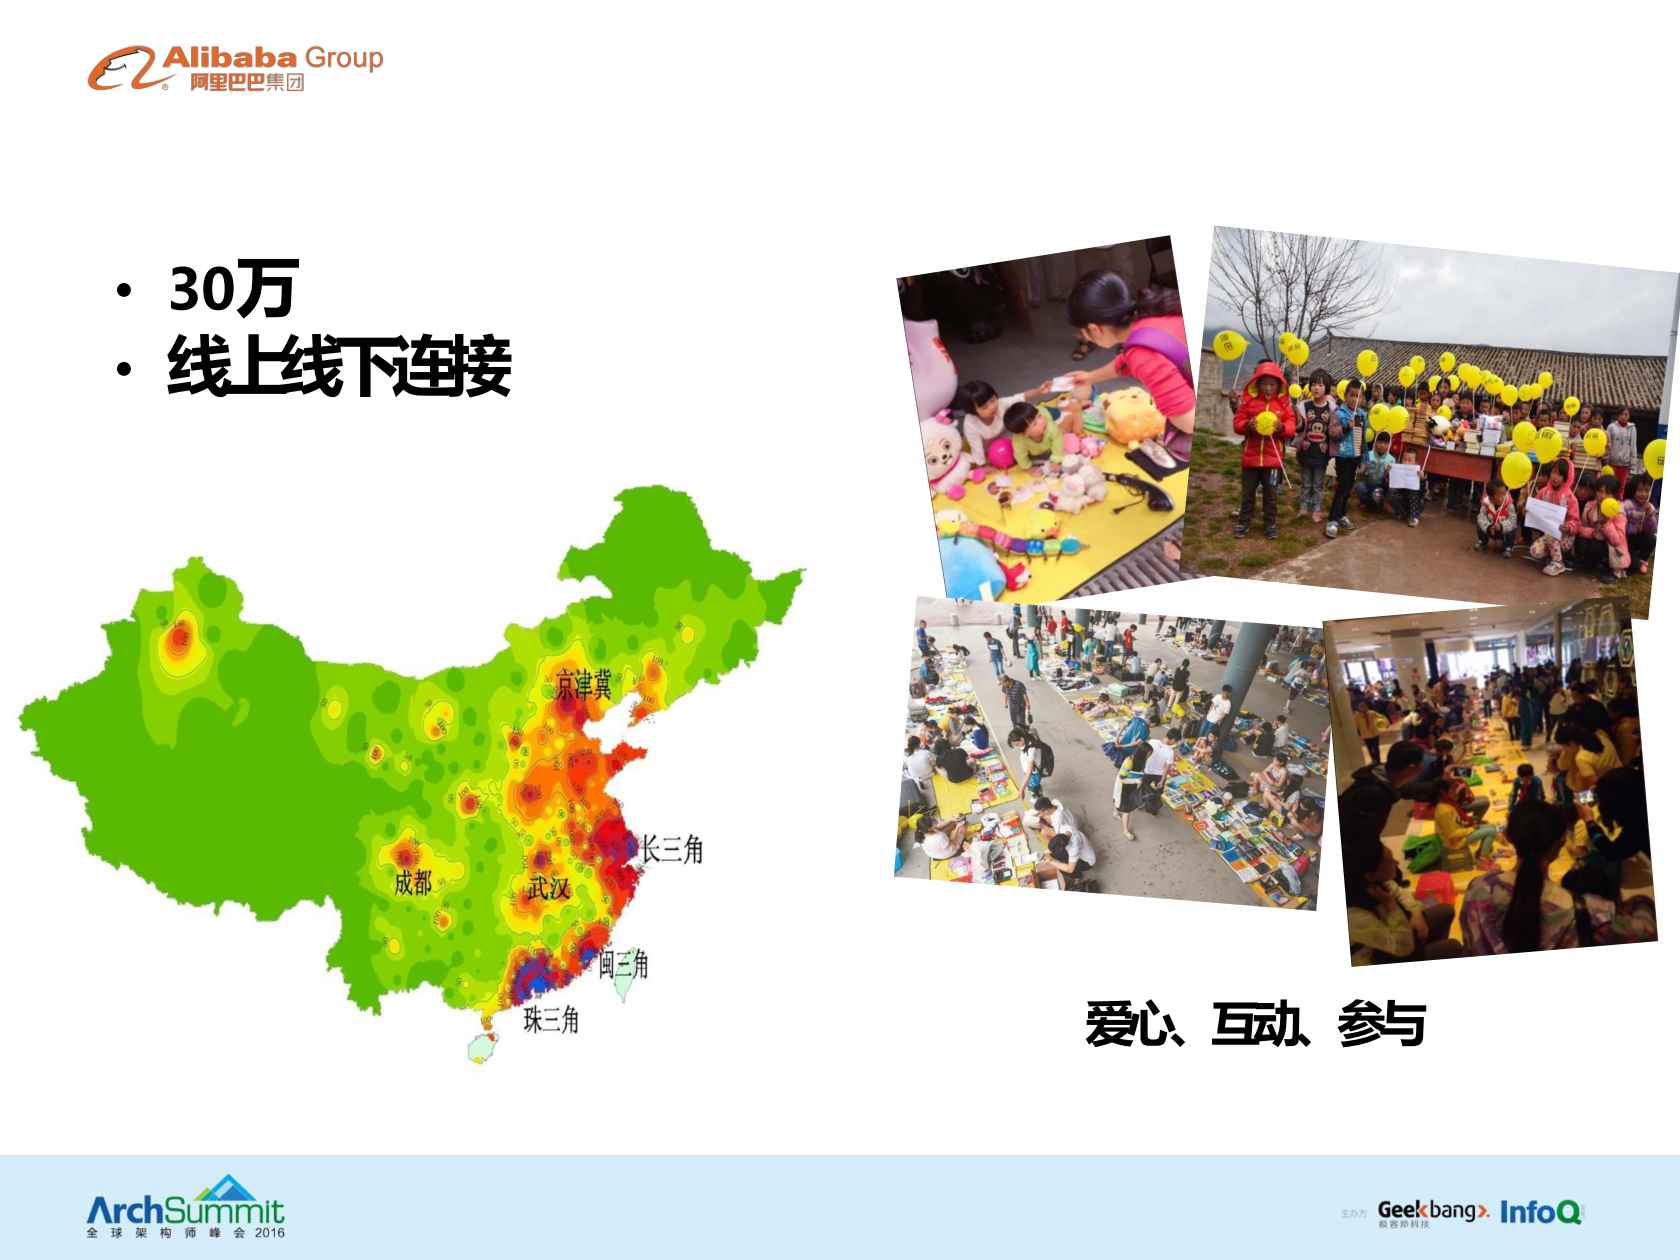 Alibaba Group
阿里巴巴集团
30万
线上线下连接
京津冀
长三角
成都
武汉
闽三角
珠三角
爱心、互动、参与
ArchSummit
全球架构师峰会 2016
主办方
Geekbang>.
极客邦科技
InfoQ